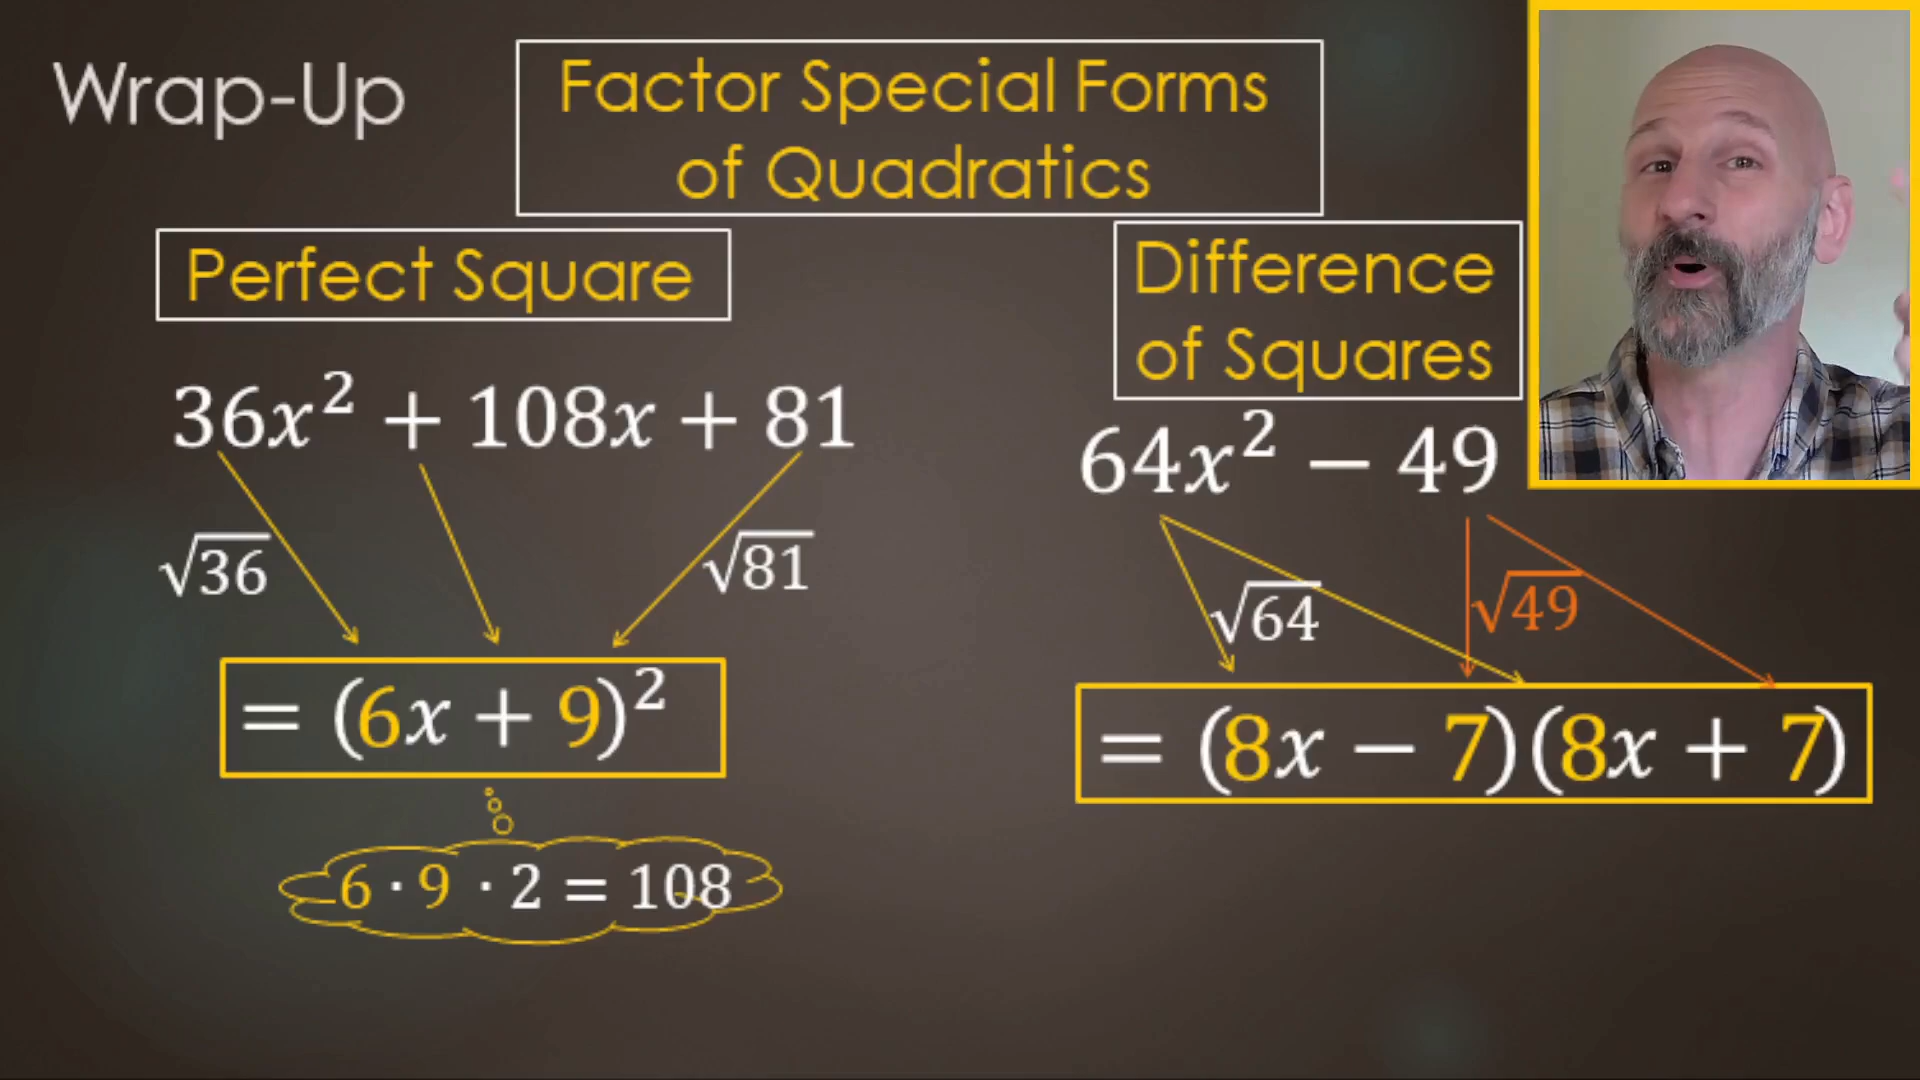 Wrap-Up
Factor Special Forms
of Quadratics
Perfect Square
36x² + 108x + 81
√36
√81
= (6x + 9)²
6 · 9 · 2 = 108
Difference
of Squares
64x² − 49
√64
√49
= (8x − 7)(8x + 7)